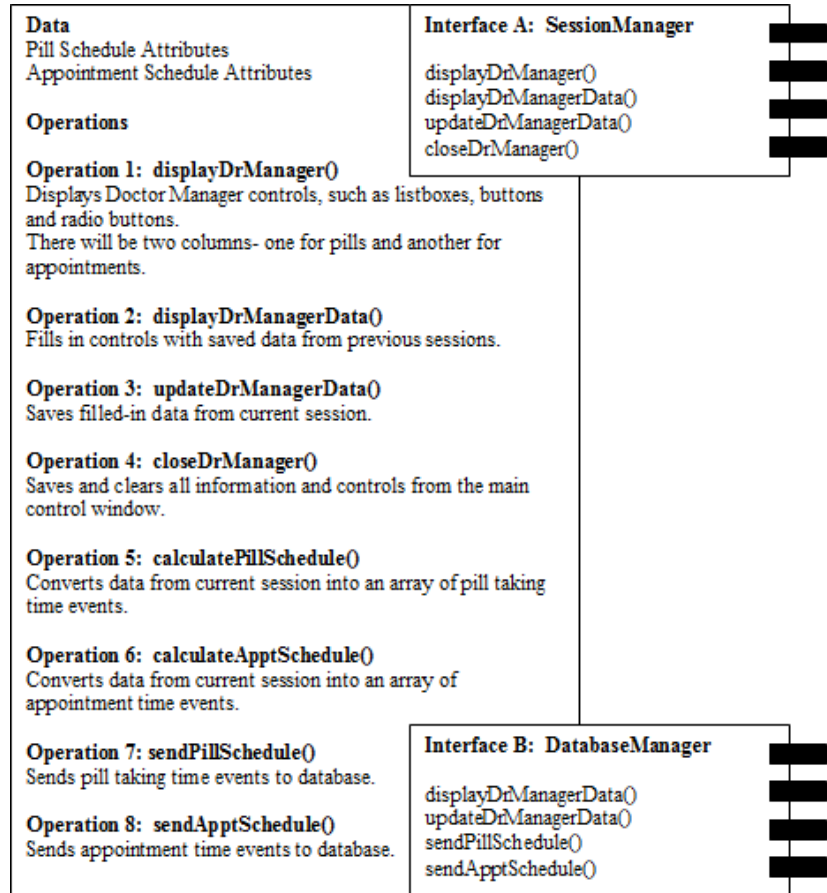 Data
Pill Schedule Attributes
Appointment Schedule Attributes
Operations
Operation 1:  displayDrManager()
Displays Doctor Manager controls, such as listboxes, buttons
and radio buttons.
There will be two columns- one for pills and another for
appointments.
Operation 2:  displayDrManagerData()
Fills in controls with saved data from previous sessions.
Operation 3:  updateDrManagerData()
Saves filled-in data from current session.
Operation 4:  closeDrManager()
Saves and clears all information and controls from the main
control window.
Operation 5:  calculatePillSchedule()
Converts data from current session into an array of pill taking
time events.
Operation 6:  calculateApptSchedule()
Converts data from current session into an array of
appointment time events.
Operation 7: sendPillSchedule()
Sends pill taking time events to database.
Operation 8:  sendApptSchedule()
Sends appointment time events to database.
Interface A:  SessionManager
displayDrManager()
displayDrManagerData()
updateDrManagerData()
closeDrManager()
Interface B:  DatabaseManager
displayDrManagerData()
updateDrManagerData()
sendPillSchedule()
sendApptSchedule()